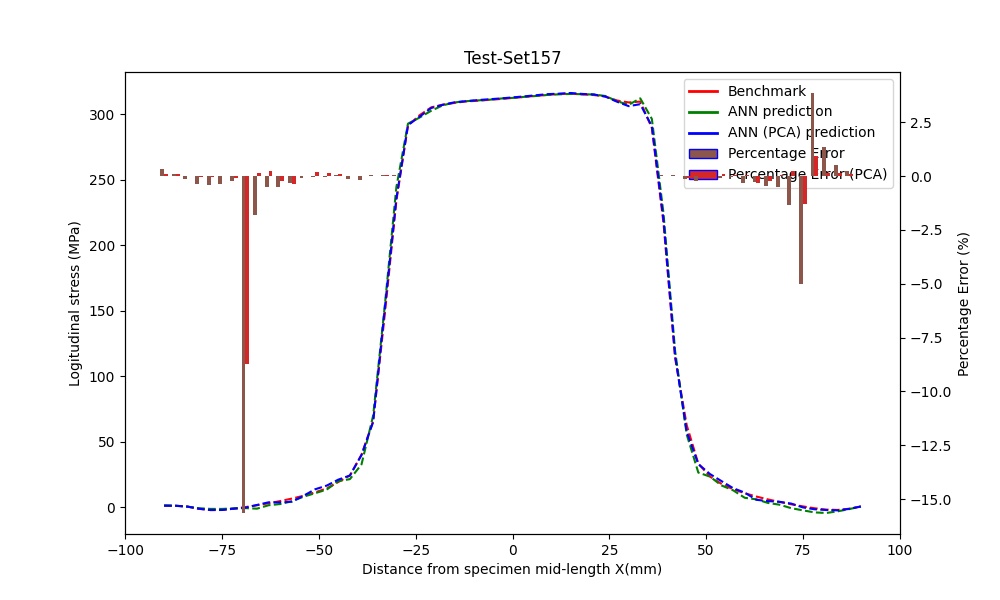 Test-Set157
Benchmark
ANN prediction
ANN (PCA) prediction
Percentage Error
Percentage Error (PCA)
Logitudinal stress (MPa)
300
250
200
150
100
50
0
2.5
0.0
−2.5
−5.0
−7.5
−10.0
−12.5
−15.0
Percentage Error (%)
−100 −75 −50 −25 0 25 50 75 100
Distance from specimen mid-length X(mm)